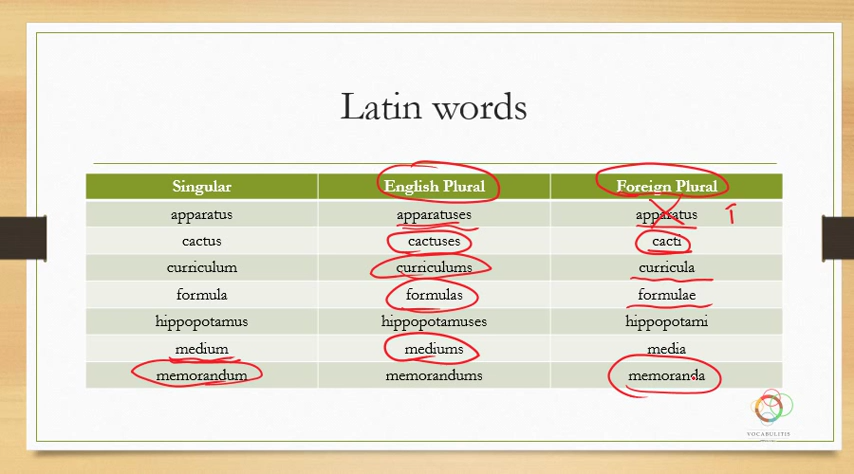 Latin words
Singular English Plural Foreign Plural
apparatus apparatuses apparatus
cactus cactuses cacti
curriculum curriculums curricula
formula formulas formulae
hippopotamus hippopotamuses hippopotami
medium mediums media
memorandum memorandums memoranda
VOCABULITIS